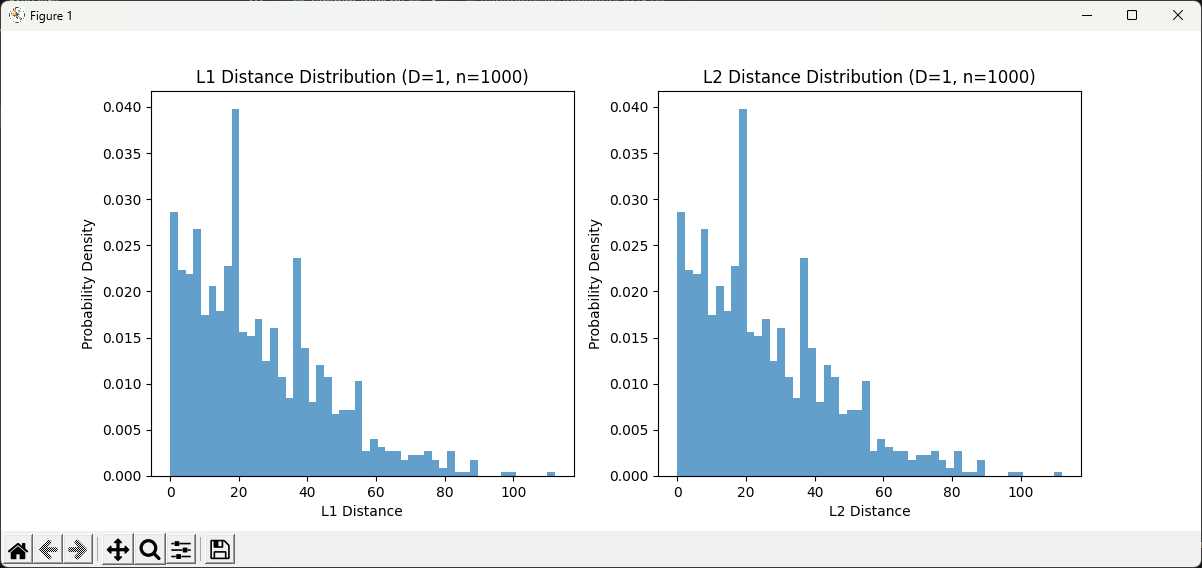 Figure 1
L1 Distance Distribution (D=1, n=1000)
0.040
0.035
0.030
0.025
0.020
0.015
0.010
0.005
0.000
Probability Density
0 20 40 60 80 100
L1 Distance
L2 Distance Distribution (D=1, n=1000)
0.040
0.035
0.030
0.025
0.020
0.015
0.010
0.005
0.000
Probability Density
0 20 40 60 80 100
L2 Distance